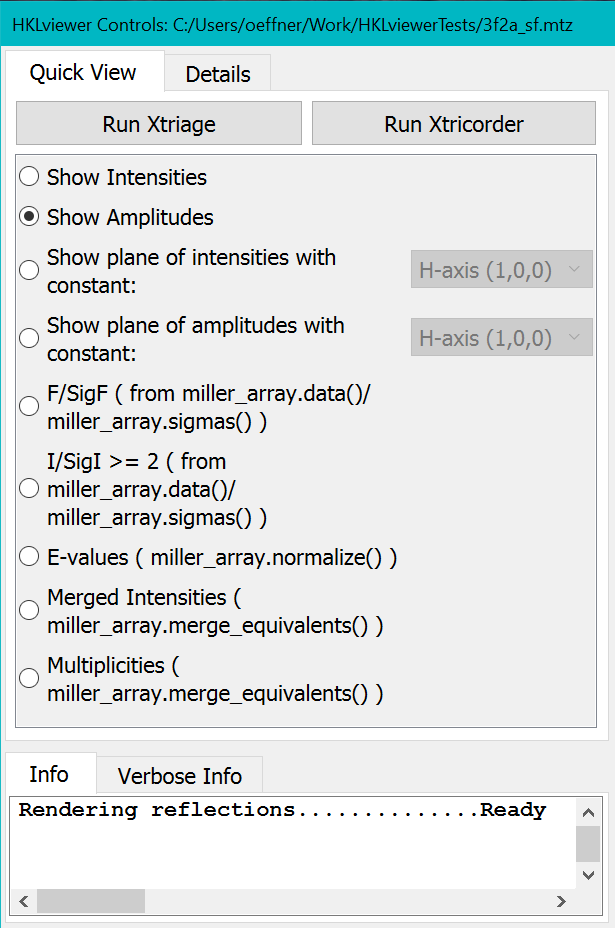 HKLviewer Controls: C:/Users/oeffner/Work/HKLviewerTests/3f2a_sf.mtz
Quick View
Details
Run Xtriage
Run Xtricorder
Show Intensities
Show Amplitudes
Show plane of intensities with
constant:
H-axis (1,0,0)
Show plane of amplitudes with
constant:
H-axis (1,0,0)
F/SigF ( from miller_array.data()/
miller_array.sigmas() )
I/SigI >= 2 ( from
miller_array.data()/
miller_array.sigmas() )
E-values ( miller_array.normalize() )
Merged Intensities (
miller_array.merge_equivalents() )
Multiplicities (
miller_array.merge_equivalents() )
Info
Verbose Info
Rendering reflections..............Ready